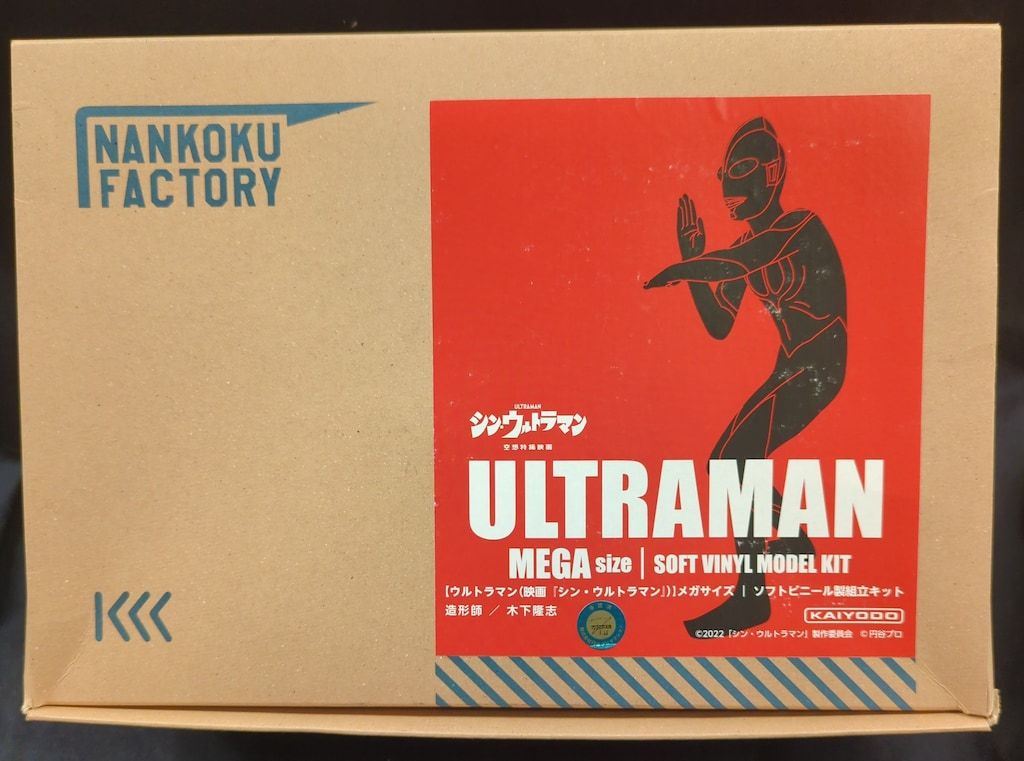 NANKOKU
FACTORY
ULTRAMAN
シン・ウルトラマン
空想特撮映画
ULTRAMAN
MEGA size | SOFT VINYL MODEL KIT
【ウルトラマン(映画『シン・ウルトラマン』)】メガサイズ | ソフトビニール製組立キット
造形師 / 木下隆志
KAIYODO
©2022『シン・ウルトラマン』製作委員会 ©円谷プロ